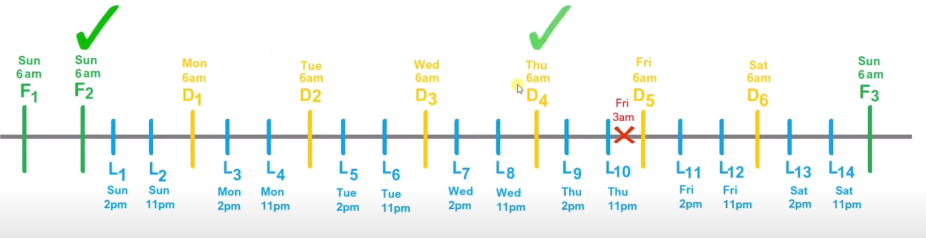 Sun
6am
F1
Sun
6am
F2
Mon
6am
D1
Tue
6am
D2
Wed
6am
D3
Thu
6am
D4
Fri
6am
D5
Fri
3am
Sat
6am
D6
Sun
6am
F3
L1
Sun
2pm
L2
Sun
11pm
L3
Mon
2pm
L4
Mon
11pm
L5
Tue
2pm
L6
Tue
11pm
L7
Wed
2pm
L8
Wed
11pm
L9
Thu
2pm
L10
Thu
11pm
L11
Fri
2pm
L12
Fri
11pm
L13
Sat
2pm
L14
Sat
11pm